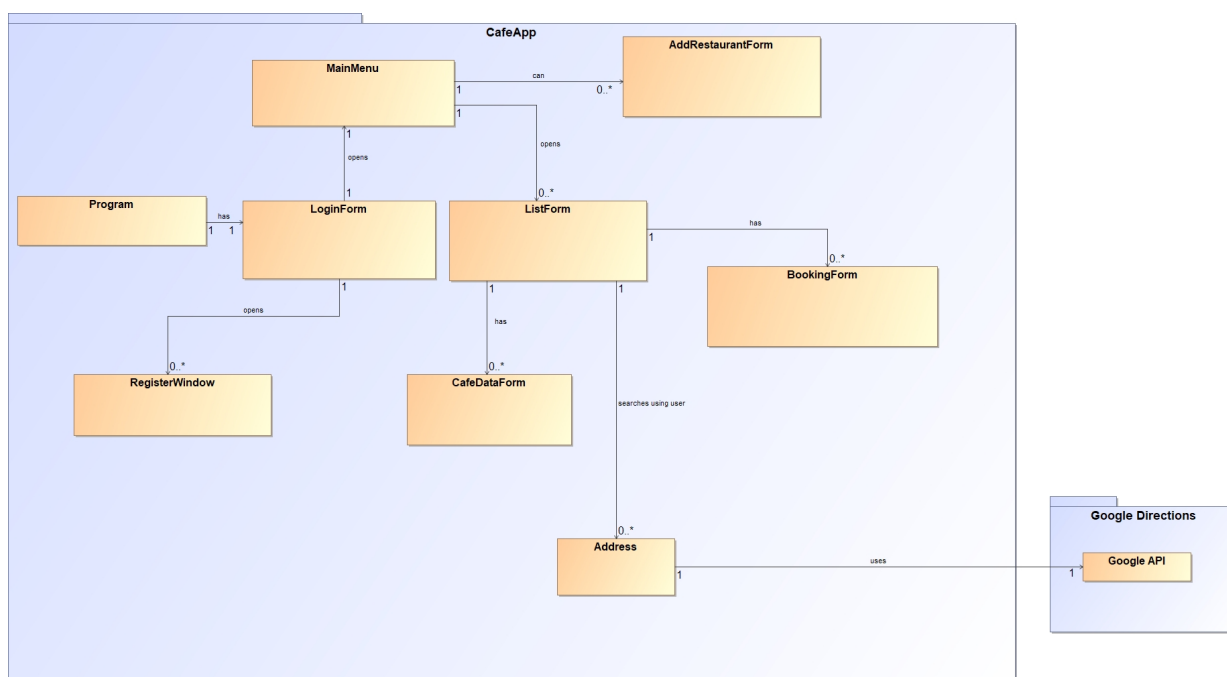 CafeApp
AddRestaurantForm
MainMenu
can
1
0..*
1
1
opens
opens
1
0..*
Program
LoginForm
ListForm
has
1
1
has
1
1
1
1
0..*
BookingForm
opens
has
0..*
0..*
RegisterWindow
CafeDataForm
searches using user
0..*
Address
Google Directions
Google API
uses
1
1